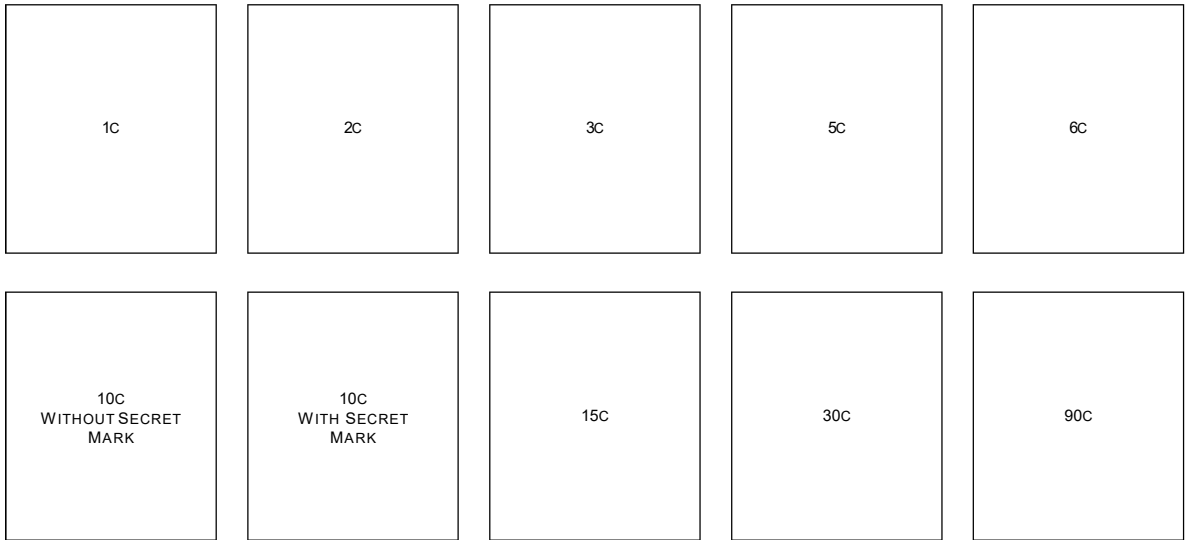 1C
2C
3C
5C
6C
10C
WITHOUT SECRET
MARK
10C
WITH SECRET
MARK
15C
30C
90C